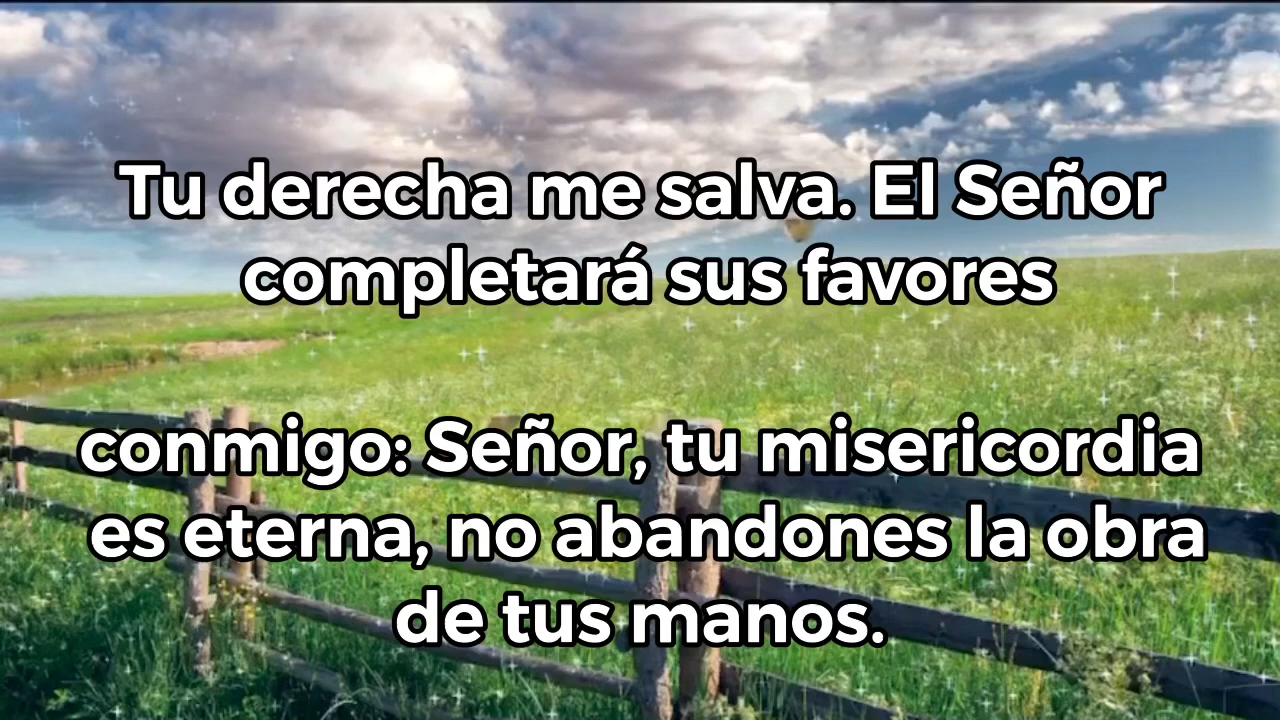 Tu derecha me salva. El Señor
completará sus favores
conmigo: Señor, tu misericordia
es eterna, no abandones la obra
de tus manos.